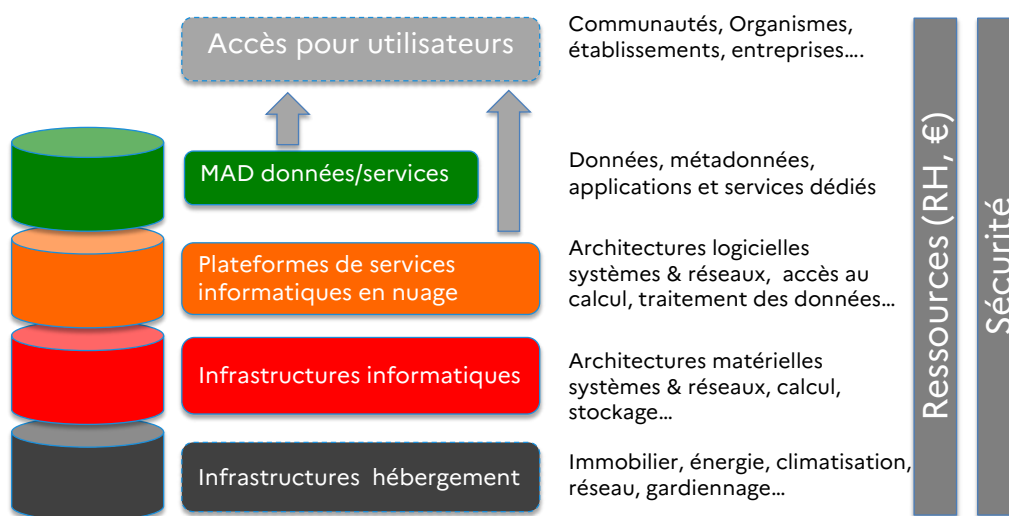 Accès pour utilisateurs
Communautés, Organismes,
établissements, entreprises....
MAD données/services
Données, métadonnées,
applications et services dédiés
Plateformes de services
informatiques en nuage
Architectures logicielles
systèmes & réseaux, accès au
calcul, traitement des données…
Infrastructures informatiques
Architectures matérielles
systèmes & réseaux, calcul,
stockage…
Infrastructures hébergement
Immobilier, énergie, climatisation,
réseau, gardiennage…
Ressources (RH, €)
Sécurité